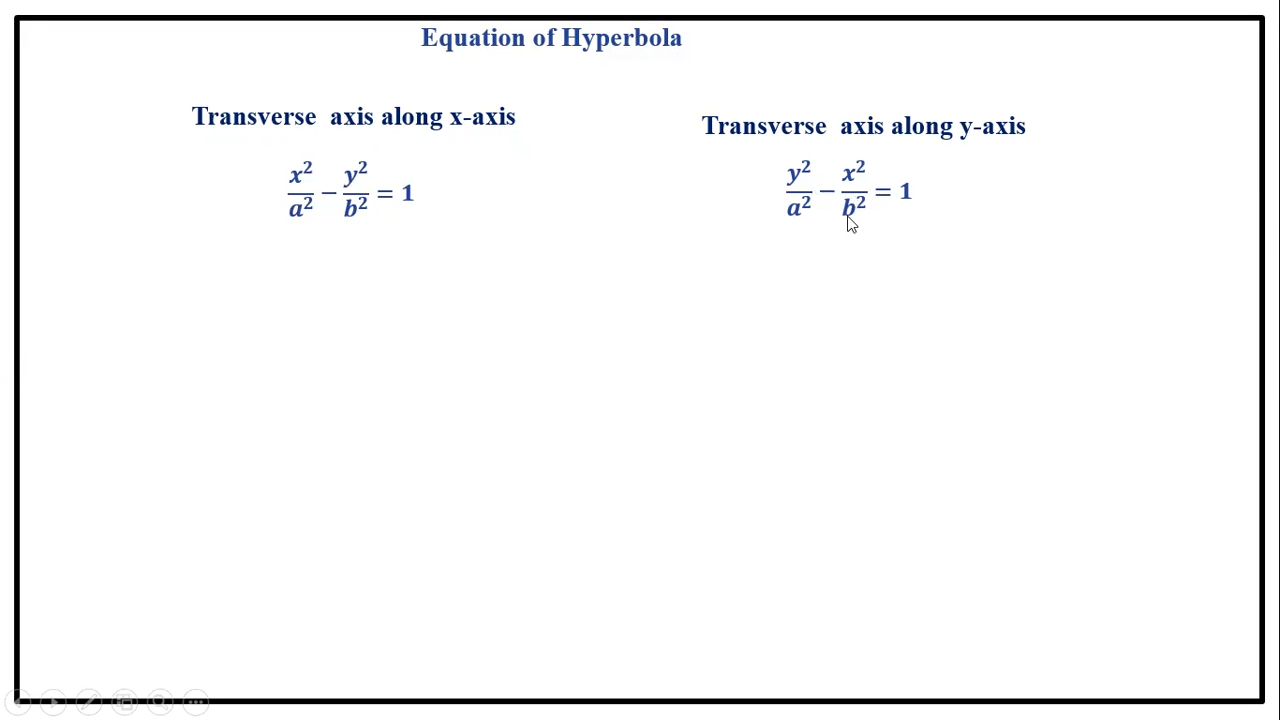 Equation of Hyperbola
Transverse axis along x-axis
x²/a² − y²/b² = 1
Transverse axis along y-axis
y²/a² − x²/b² = 1